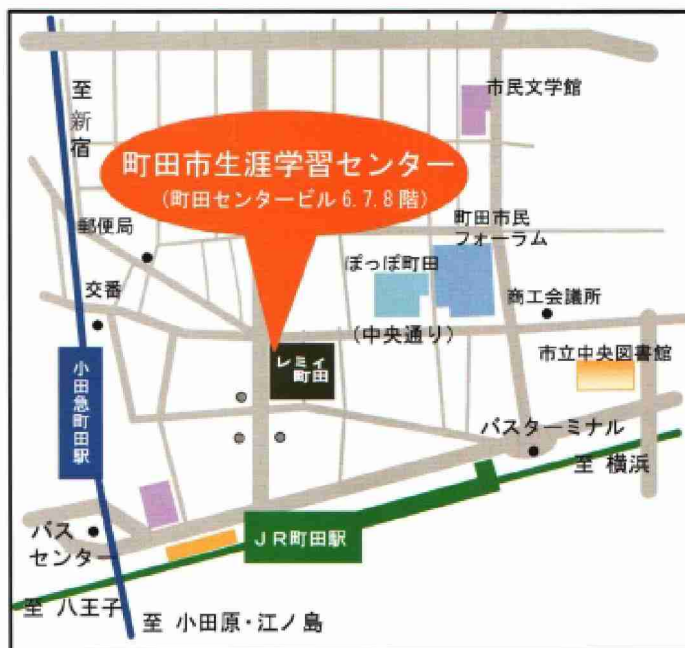 至
新
宿
市民文学館
町田市生涯学習センター
(町田センタービル 6.7.8 階)
郵便局
町田市民
フォーラム
ぽっぽ町田
交番
商工会議所
(中央通り)
レミィ
町田
市立中央図書館
小田急町田駅
バスターミナル
至 横浜
JR町田駅
バス
センター
至 八王子
至 小田原・江ノ島